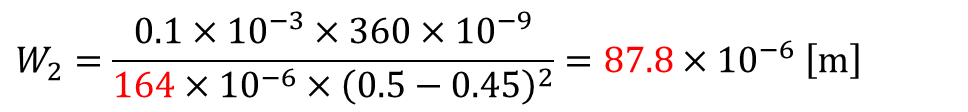 W₂ = (0.1 × 10⁻³ × 360 × 10⁻⁹) / (164 × 10⁻⁶ × (0.5 − 0.45)²) = 87.8 × 10⁻⁶ [m]